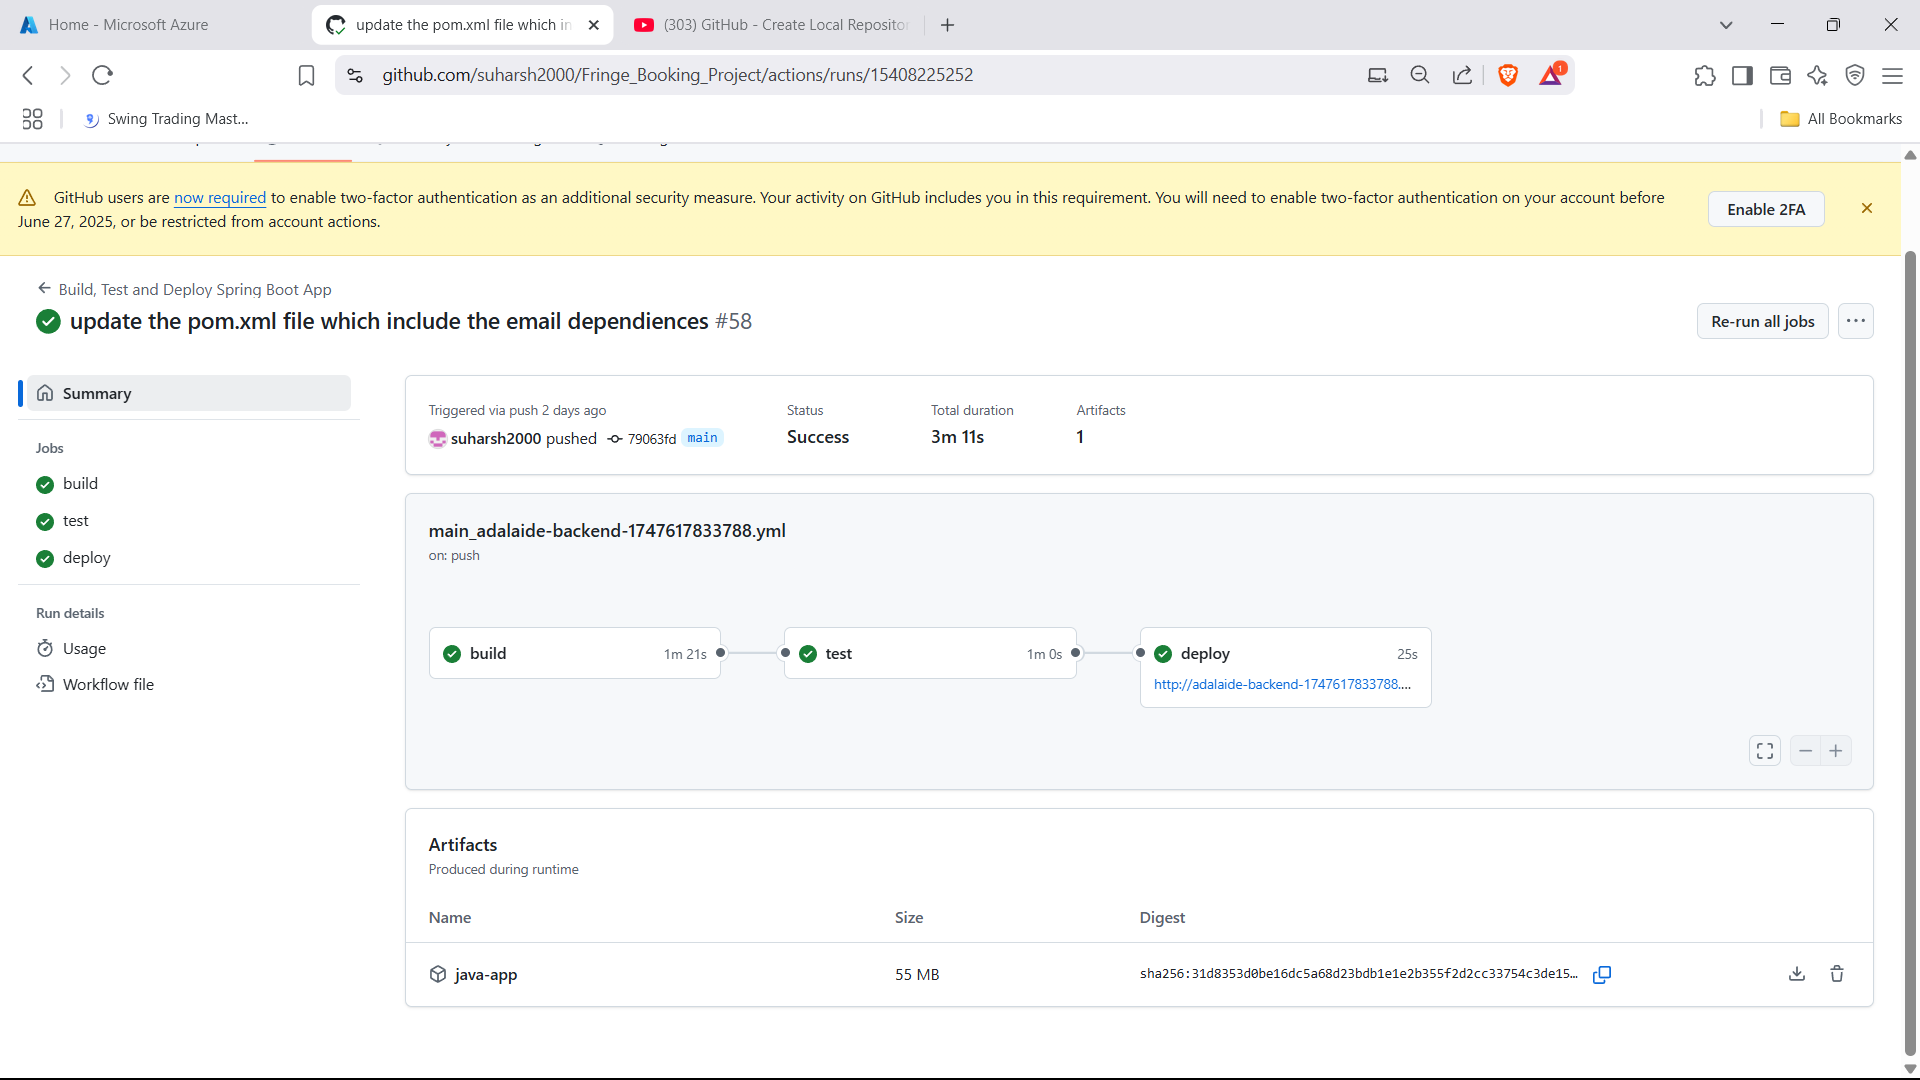 Home - Microsoft Azure
update the pom.xml file which in
(303) GitHub - Create Local Repositor
github.com/suharsh2000/Fringe_Booking_Project/actions/runs/15408225252
1
Swing Trading Mast...
All Bookmarks
GitHub users are now required to enable two-factor authentication as an additional security measure. Your activity on GitHub includes you in this requirement. You will need to enable two-factor authentication on your account before
June 27, 2025, or be restricted from account actions.
Enable 2FA
Build, Test and Deploy Spring Boot App
update the pom.xml file which include the email dependiences #58
Re-run all jobs
Summary
Triggered via push 2 days ago
Status
Total duration
Artifacts
suharsh2000 pushed 79063fd main
Success
3m 11s
1
Jobs
build
test
deploy
Run details
Usage
Workflow file
main_adalaide-backend-1747617833788.yml
on: push
build 1m 21s
test 1m 0s
deploy 25s
http://adalaide-backend-1747617833788....
Artifacts
Produced during runtime
Name Size Digest
java-app 55 MB sha256:31d8353d0be16dc5a68d23bdb1e1e2b355f2d2cc33754c3de15…